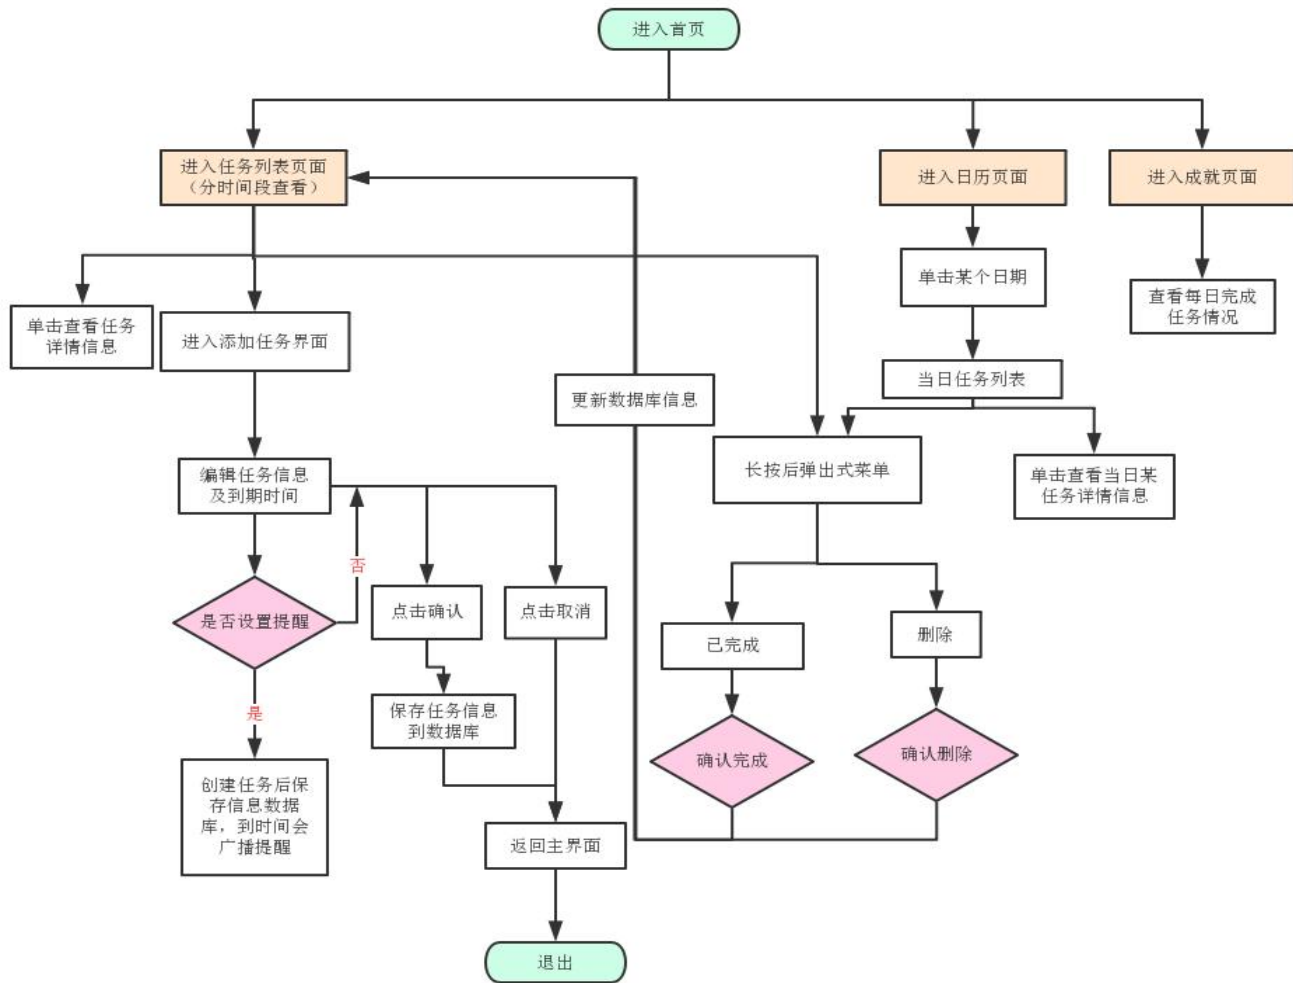 进入首页
进入任务列表页面
（分时间段查看）
进入日历页面
进入成就页面
单击某个日期
查看每日完成
任务情况
单击查看任务
详情信息
进入添加任务界面
当日任务列表
更新数据库信息
长按后弹出式菜单
编辑任务信息
及到期时间
单击查看当日某
任务详情信息
否
是否设置提醒
点击确认
点击取消
已完成
删除
是
保存任务信息
到数据库
确认完成
确认删除
创建任务后保
存信息数据
库，到时间会
广播提醒
返回主界面
退出